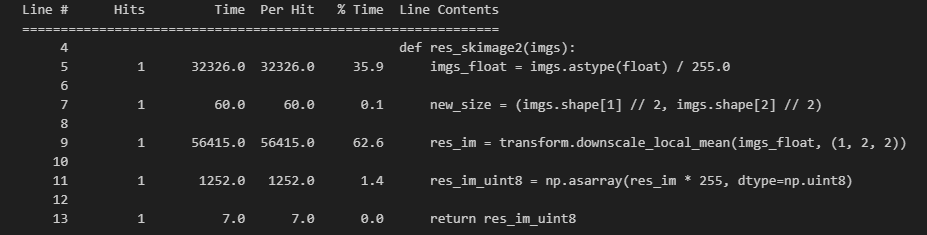 Line #      Hits         Time  Per Hit   % Time  Line Contents
==============================================================
     4                                           def res_skimage2(imgs):
     5         1      32326.0  32326.0     35.9      imgs_float = imgs.astype(float) / 255.0
     6
     7         1         60.0     60.0      0.1      new_size = (imgs.shape[1] // 2, imgs.shape[2] // 2)
     8
     9         1      56415.0  56415.0     62.6      res_im = transform.downscale_local_mean(imgs_float, (1, 2, 2))
    10
    11         1       1252.0   1252.0      1.4      res_im_uint8 = np.asarray(res_im * 255, dtype=np.uint8)
    12
    13         1          7.0      7.0      0.0      return res_im_uint8